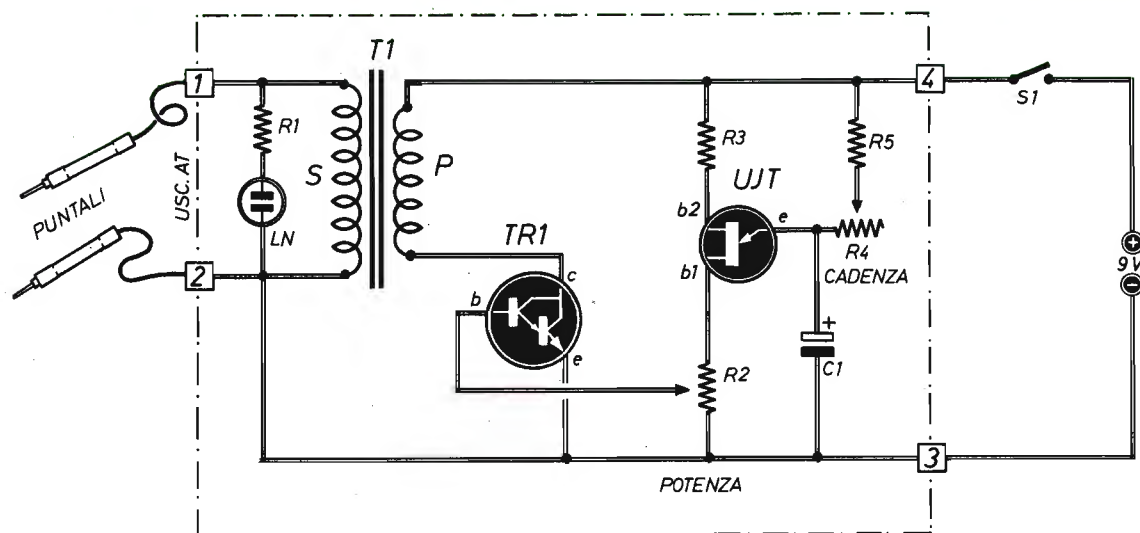 T1
1
4
S1
R1
R3
R5
S
P
UJT
PUNTALI
USC. AT
b2
e
LN
TR1
R4
CADENZA
+
9 V
-
2
c
b1
b
+
e
R2
C1
3
POTENZA